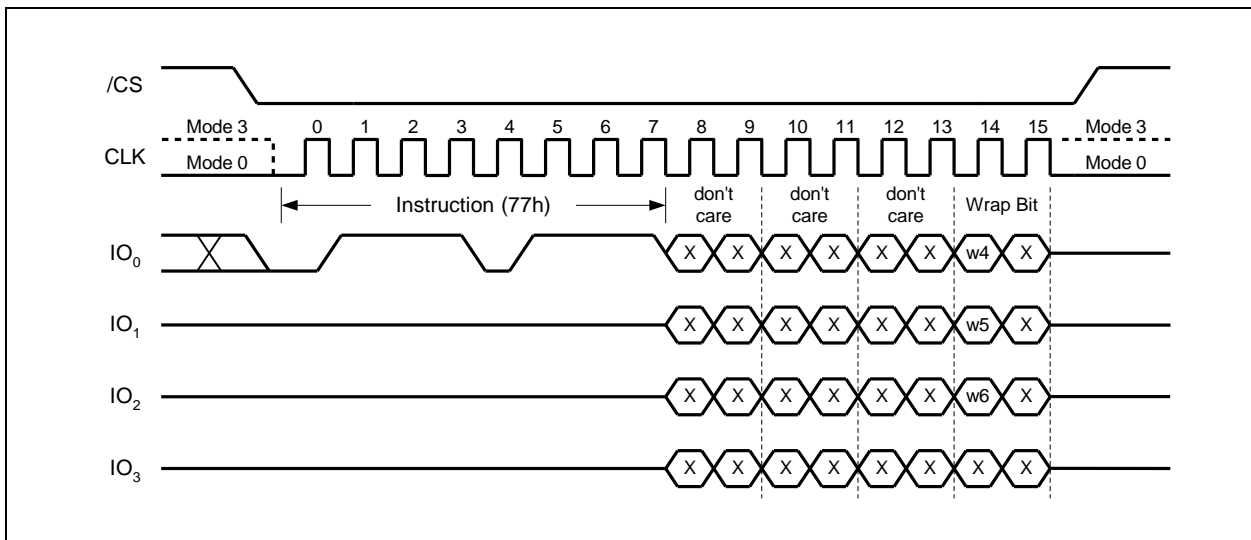 /CS
Mode 3 0 1 2 3 4 5 6 7 8 9 10 11 12 13 14 15 Mode 3
CLK Mode 0 Mode 0
Instruction (77h) don't care don't care don't care Wrap Bit
IO0 X X X X X X w4 X
IO1 X X X X X X w5 X
IO2 X X X X X X w6 X
IO3 X X X X X X X X